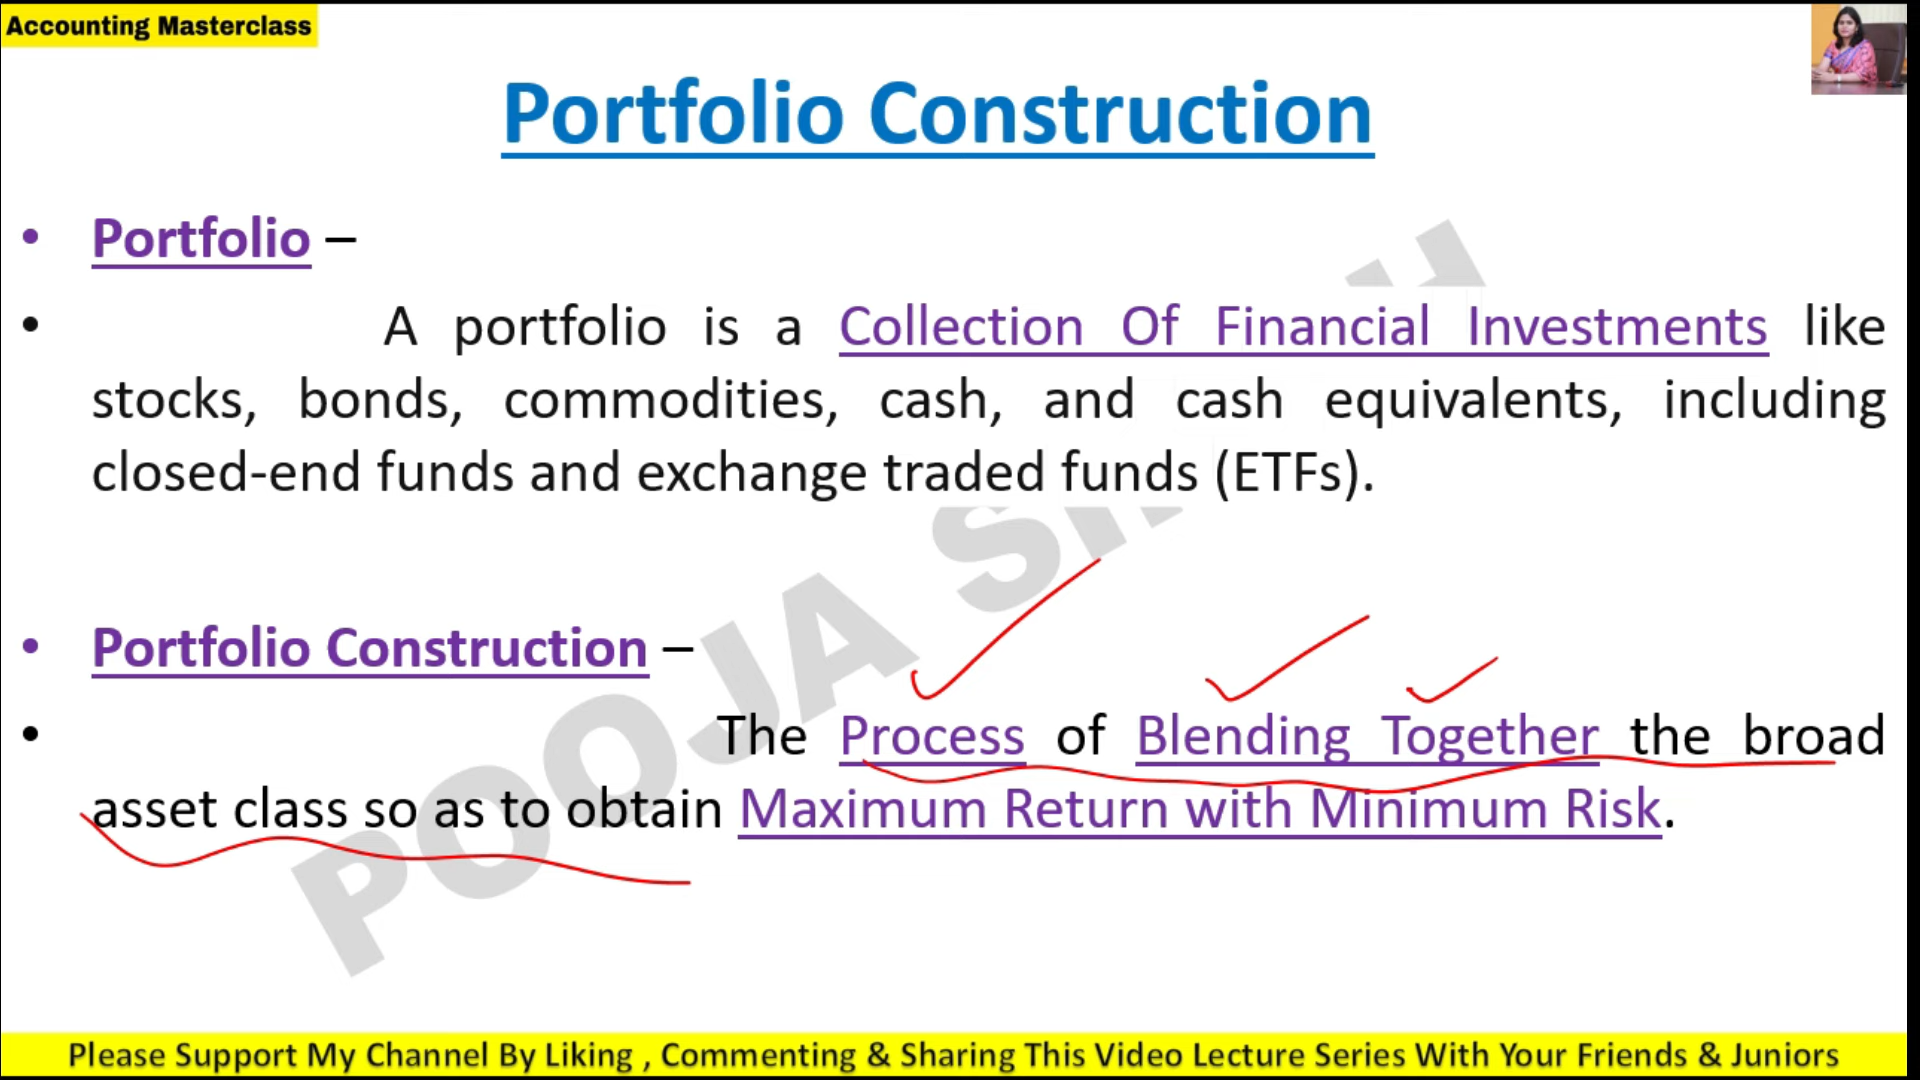 Accounting Masterclass
Portfolio Construction
• Portfolio –
• A portfolio is a Collection Of Financial Investments like
stocks, bonds, commodities, cash, and cash equivalents, including
closed-end funds and exchange traded funds (ETFs).
• Portfolio Construction –
• The Process of Blending Together the broad
asset class so as to obtain Maximum Return with Minimum Risk.
POOJA
Please Support My Channel By Liking , Commenting & Sharing This Video Lecture Series With Your Friends & Juniors